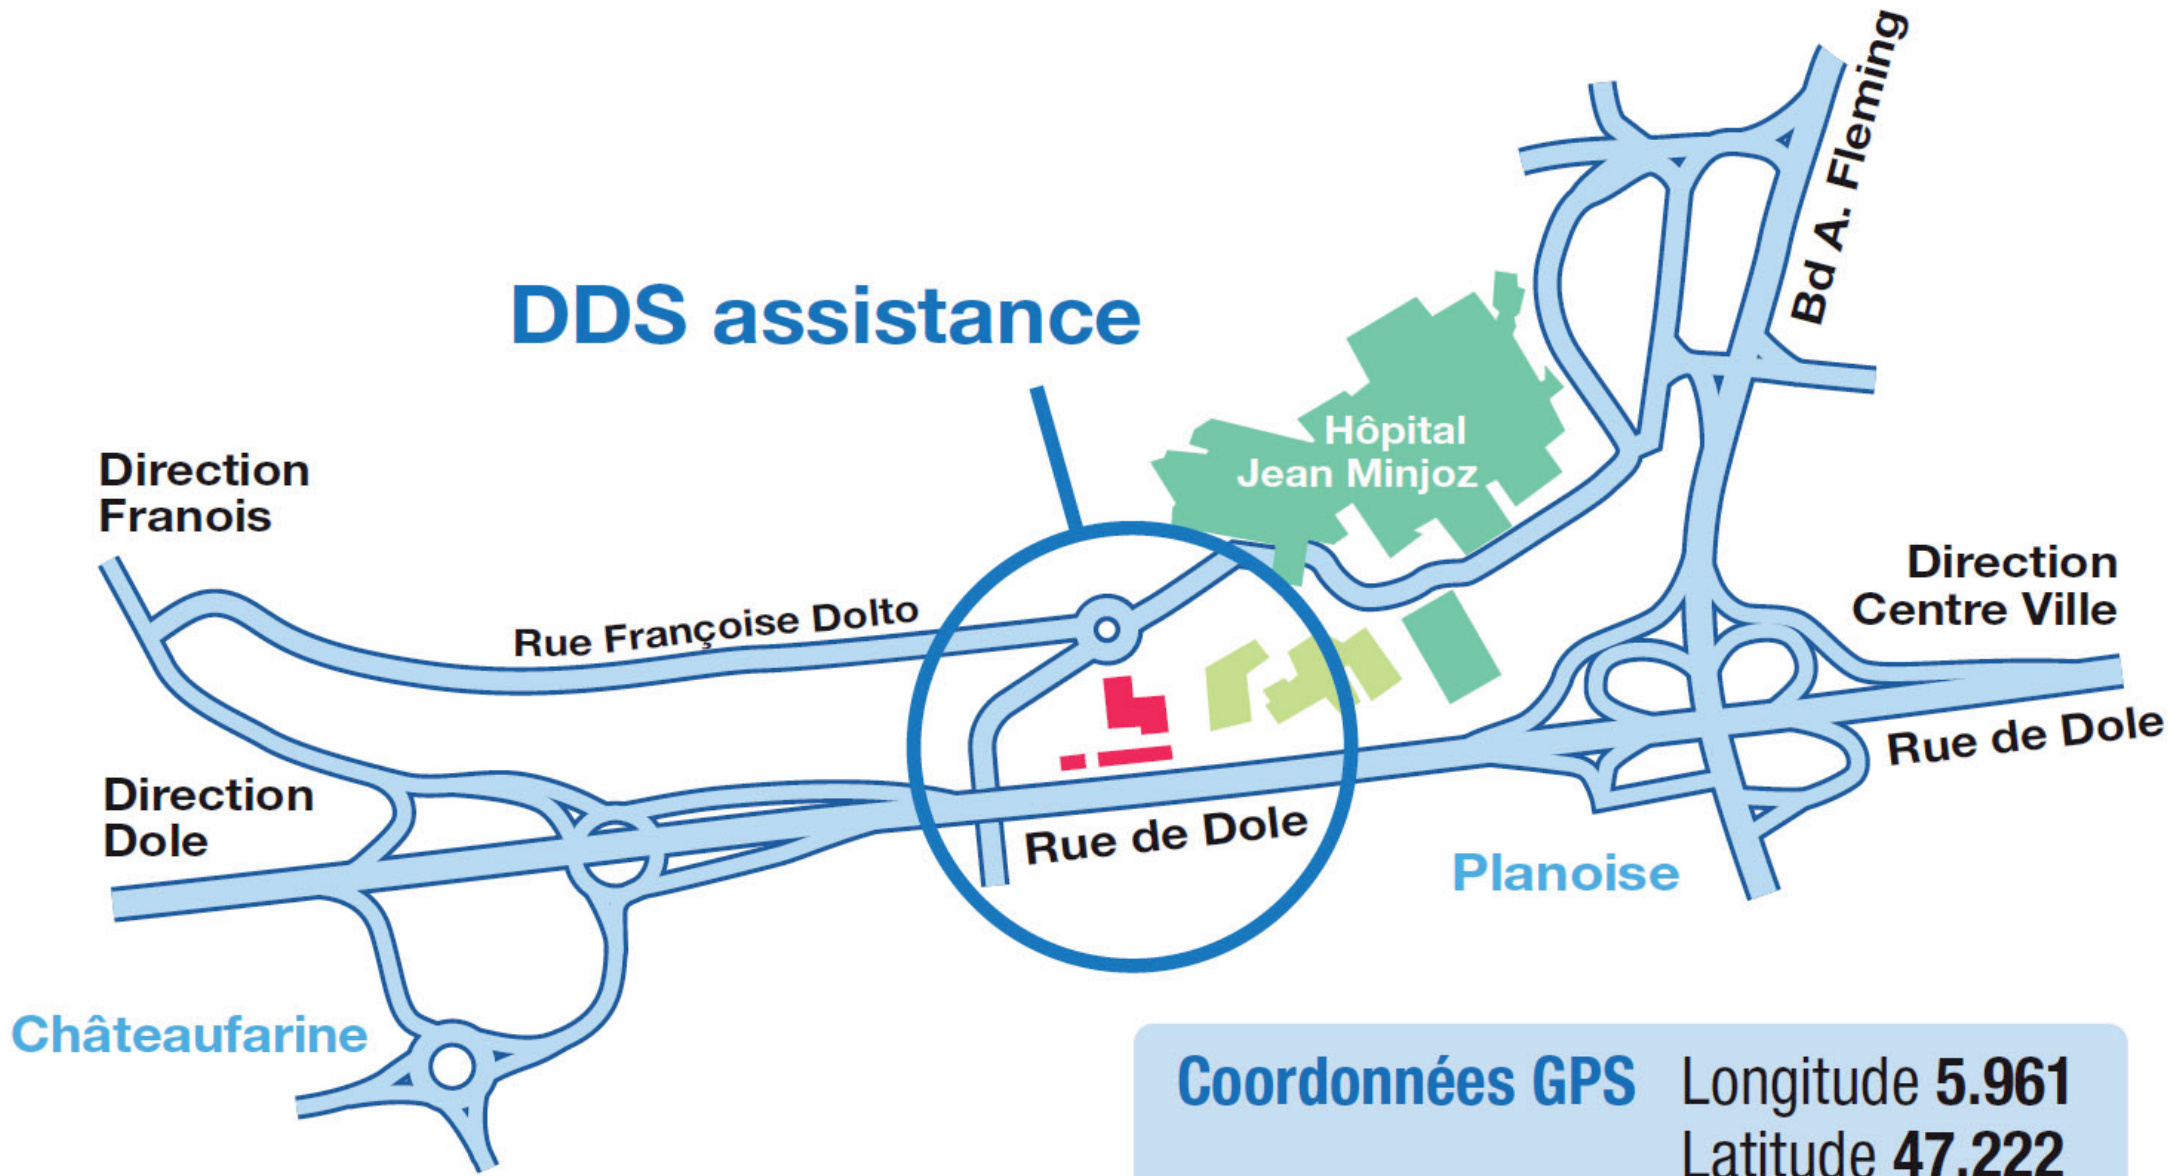 Bd A. Fleming
DDS assistance
Hôpital
Jean Minjoz
Direction
Franois
Direction
Centre Ville
Rue Françoise Dolto
Rue de Dole
Direction
Dole
Rue de Dole
Planoise
Châteaufarine
Coordonnées GPS Longitude 5.961
Latitude 47.222